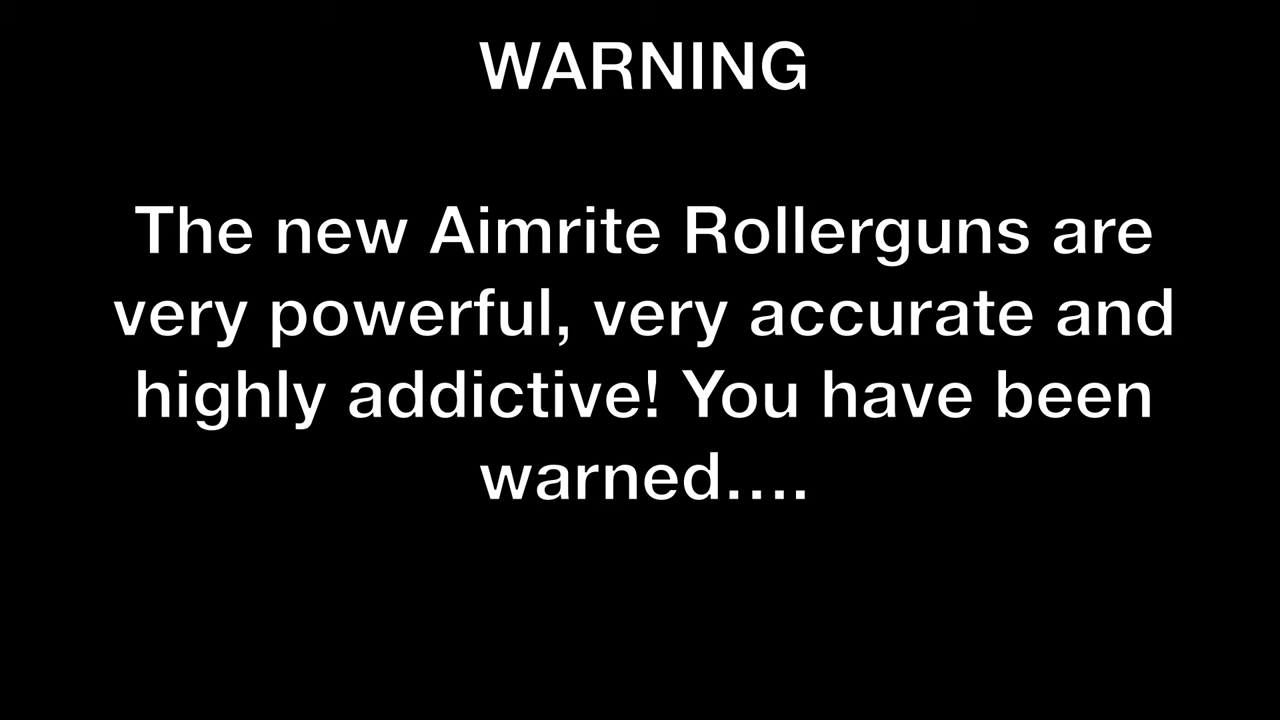 WARNING
The new Aimrite Rollerguns are
very powerful, very accurate and
highly addictive! You have been
warned....